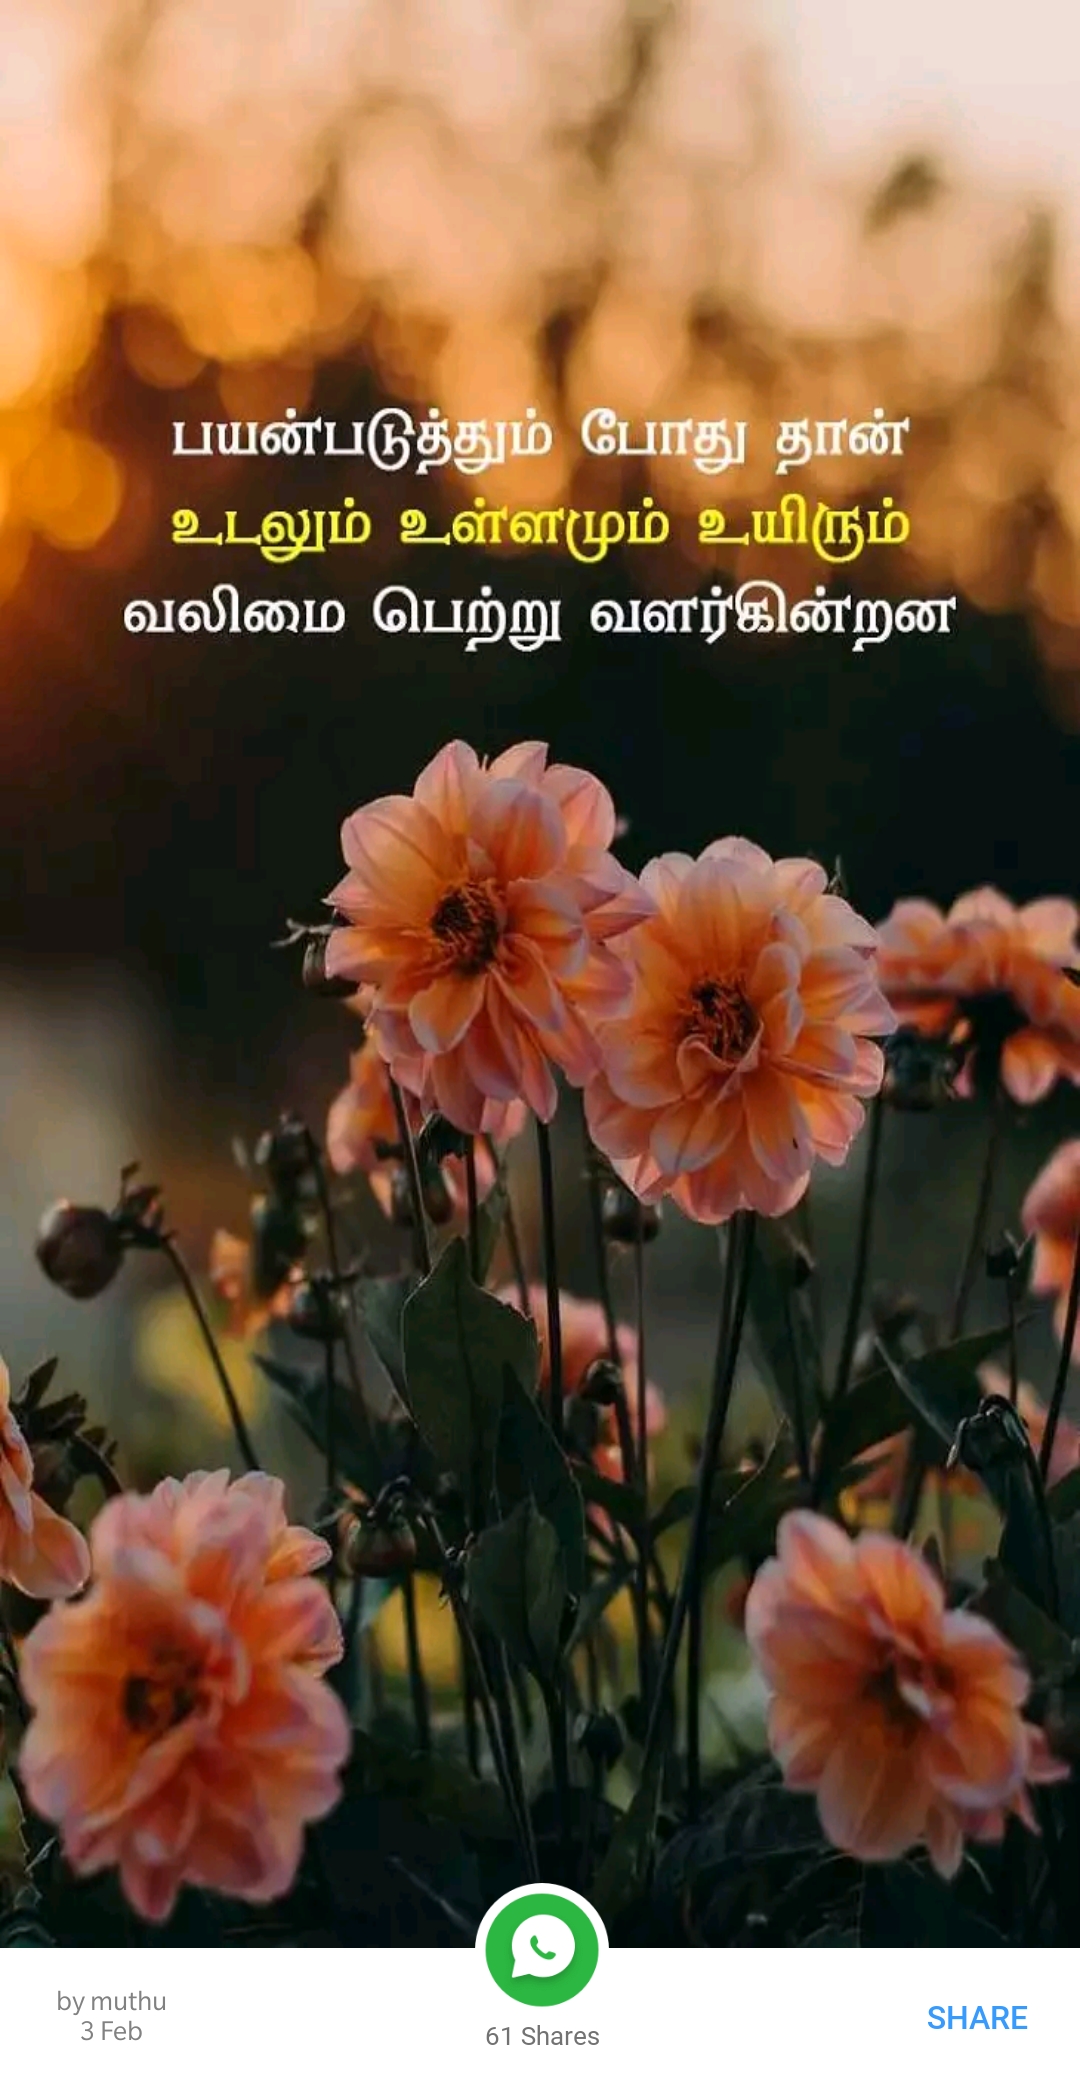 பயன்படுத்தும் போது தான்
உடலும் உள்ளமும் உயிரும்
வலிமை பெற்று வளர்கின்றன
by muthu
3 Feb
61 Shares
SHARE